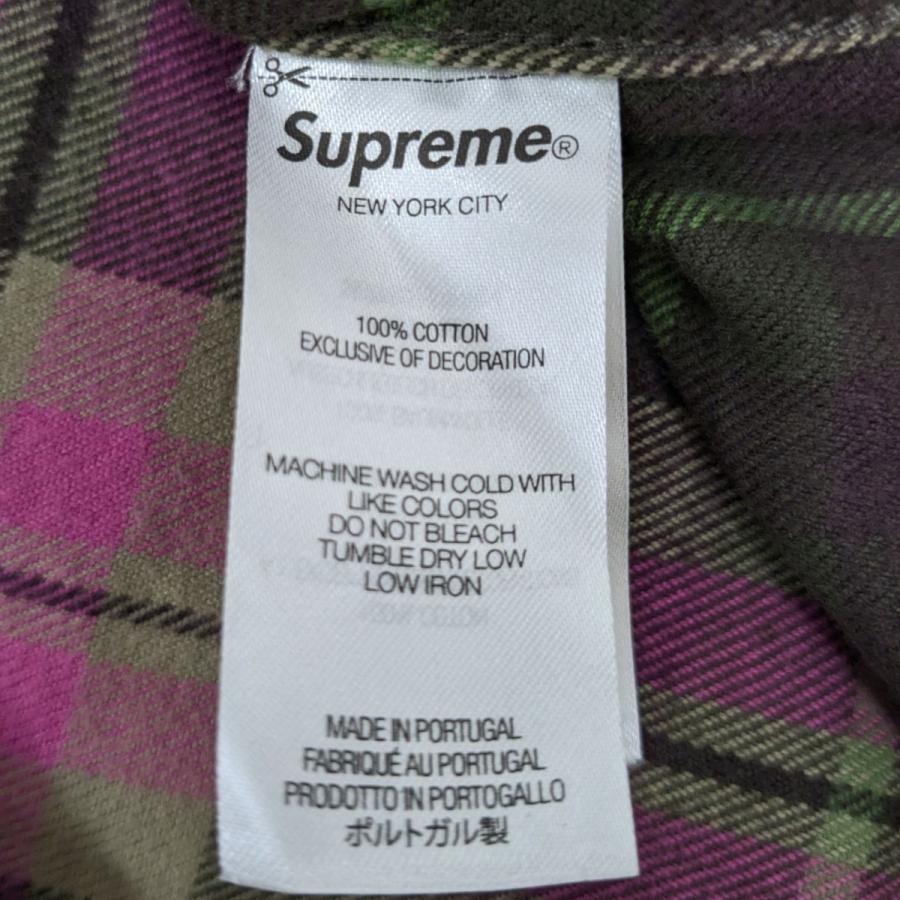 Supreme®
NEW YORK CITY
100% COTTON
EXCLUSIVE OF DECORATION
MACHINE WASH COLD WITH
LIKE COLORS
DO NOT BLEACH
TUMBLE DRY LOW
LOW IRON
MADE IN PORTUGAL
FABRIQUÉ AU PORTUGAL
PRODOTTO IN PORTOGALLO
ポルトガル製